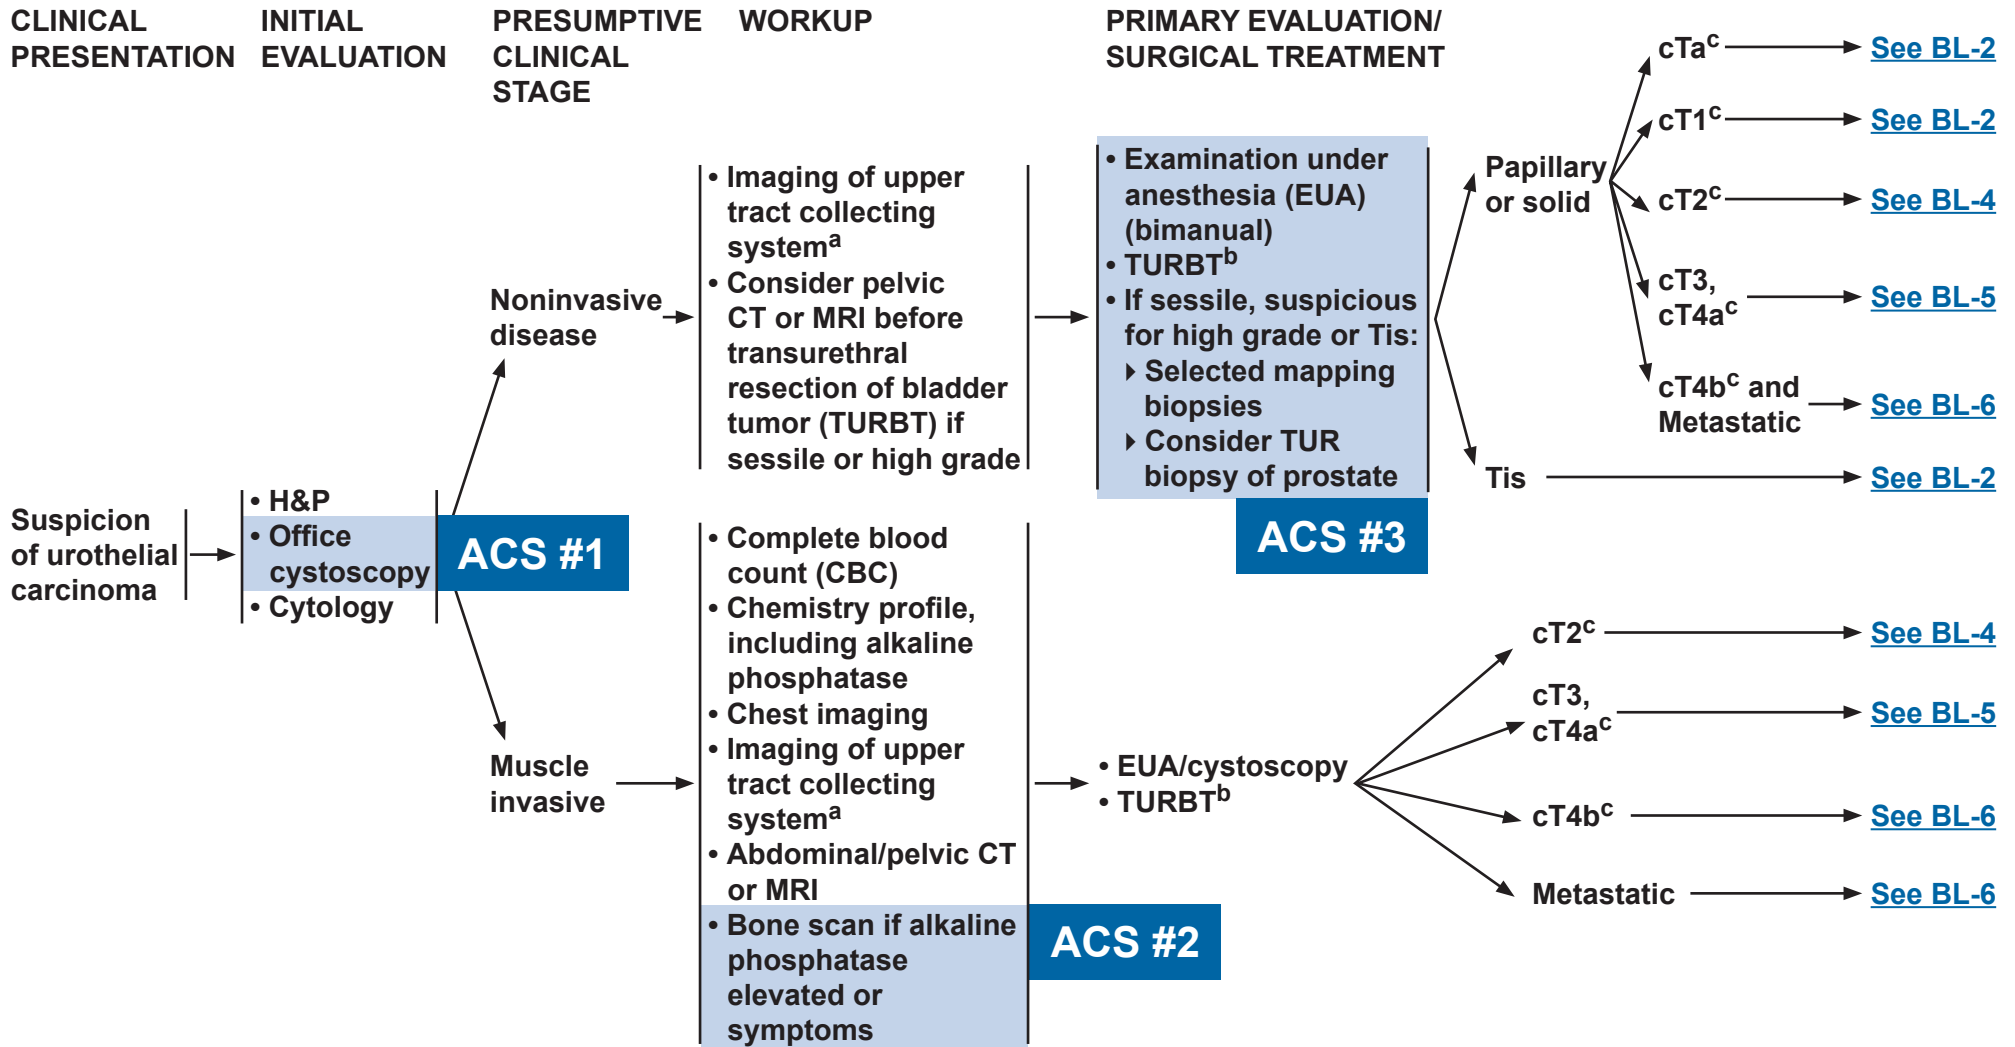 CLINICAL
PRESENTATION
INITIAL
EVALUATION
PRESUMPTIVE
CLINICAL
STAGE
WORKUP
PRIMARY EVALUATION/
SURGICAL TREATMENT
Suspicion
of urothelial
carcinoma
• H&P
• Office
cystoscopy
• Cytology
ACS #1
Noninvasive
disease
• Imaging of upper
tract collecting
systemᵃ
• Consider pelvic
CT or MRI before
transurethral
resection of bladder
tumor (TURBT) if
sessile or high grade
• Examination under
anesthesia (EUA)
(bimanual)
• TURBTᵇ
• If sessile, suspicious
for high grade or Tis:
▸ Selected mapping
biopsies
▸ Consider TUR
biopsy of prostate
ACS #3
Papillary
or solid
cTaᶜ
See BL-2
cT1ᶜ
See BL-2
cT2ᶜ
See BL-4
cT3,
cT4aᶜ
See BL-5
cT4bᶜ and
Metastatic
See BL-6
Tis
See BL-2
Muscle
invasive
• Complete blood
count (CBC)
• Chemistry profile,
including alkaline
phosphatase
• Chest imaging
• Imaging of upper
tract collecting
systemᵃ
• Abdominal/pelvic CT
or MRI
• Bone scan if alkaline
phosphatase
elevated or
symptoms
ACS #2
• EUA/cystoscopy
• TURBTᵇ
cT2ᶜ
See BL-4
cT3,
cT4aᶜ
See BL-5
cT4bᶜ
See BL-6
Metastatic
See BL-6